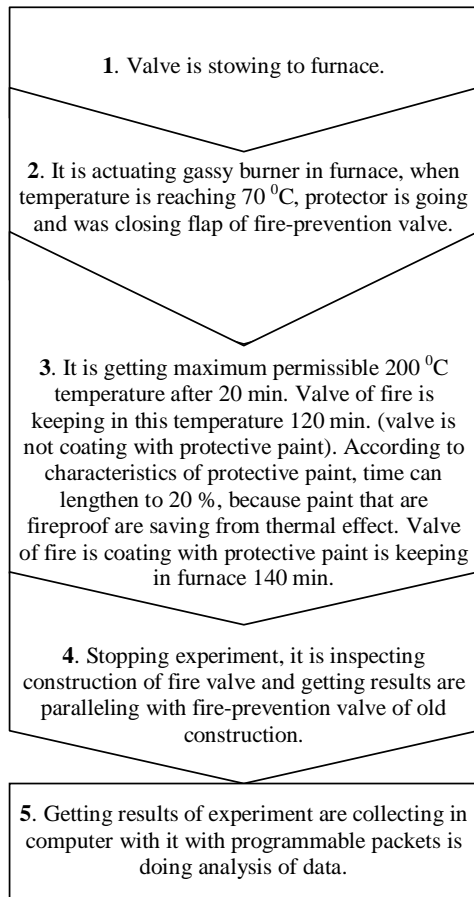 1. Valve is stowing to furnace.
2. It is actuating gassy burner in furnace, when
temperature is reaching 70 ⁰C, protector is going
and was closing flap of fire-prevention valve.
3. It is getting maximum permissible 200 ⁰C
temperature after 20 min. Valve of fire is
keeping in this temperature 120 min. (valve is
not coating with protective paint). According to
characteristics of protective paint, time can
lengthen to 20 %, because paint that are
fireproof are saving from thermal effect. Valve
of fire is coating with protective paint is keeping
in furnace 140 min.
4. Stopping experiment, it is inspecting
construction of fire valve and getting results are
paralleling with fire-prevention valve of old
construction.
5. Getting results of experiment are collecting in
computer with it with programmable packets is
doing analysis of data.